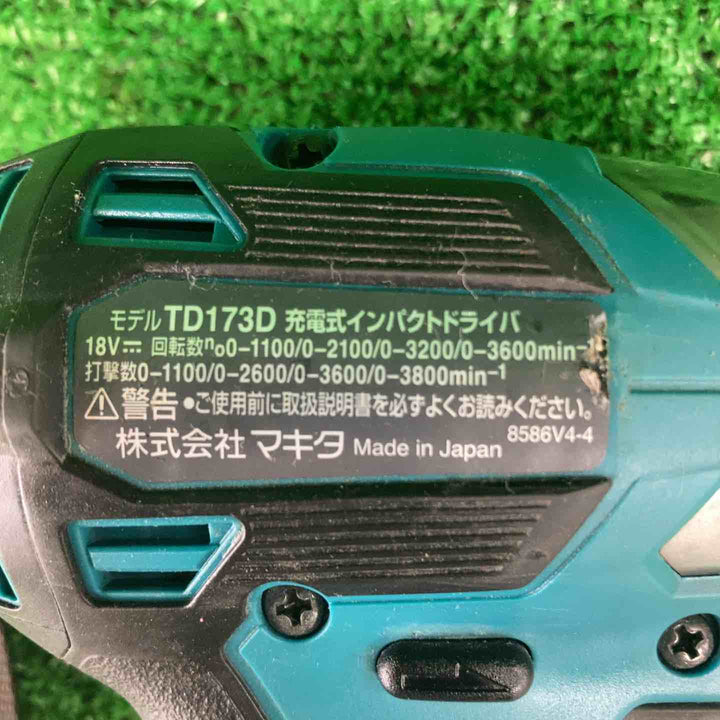 モデル TD173D 充電式インパクトドライバ
18V⎓ 回転数n₀0-1100/0-2100/0-3200/0-3600min⁻¹
打撃数0-1100/0-2600/0-3600/0-3800min⁻¹
⚠警告 •ご使用前に取扱説明書を必ずよくお読みください。
株式会社 マキタ Made in Japan 8586V4-4